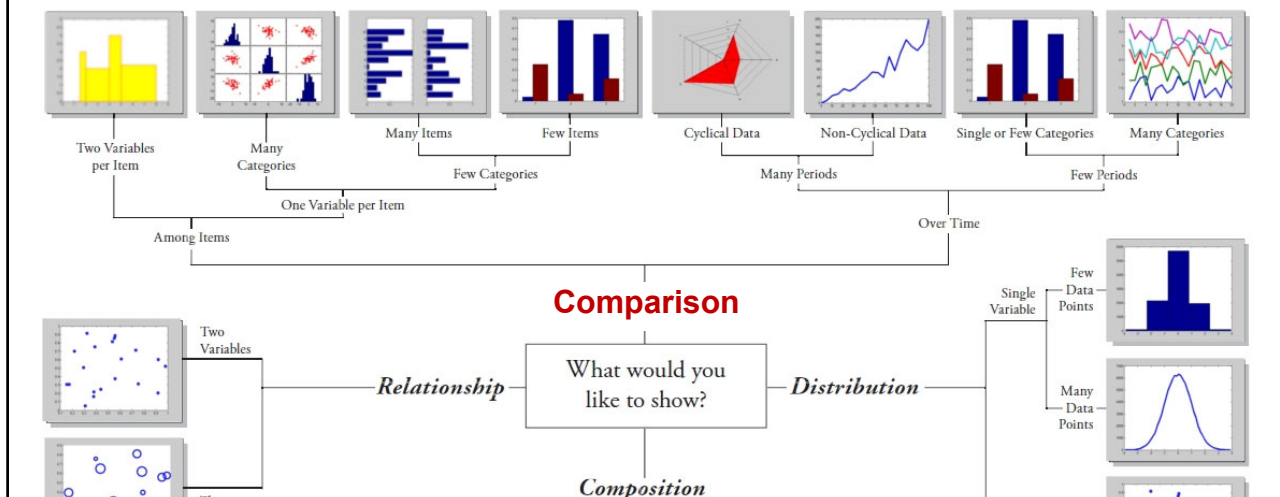 Two Variables
per Item
Many
Categories
Many Items
Few Items
Cyclical Data
Non-Cyclical Data
Single or Few Categories
Many Categories
Few Categories
Many Periods
Few Periods
One Variable per Item
Among Items
Over Time
Comparison
Two
Variables
Relationship
What would you
like to show?
Distribution
Single
Variable
Few
Data
Points
Many
Data
Points
Composition